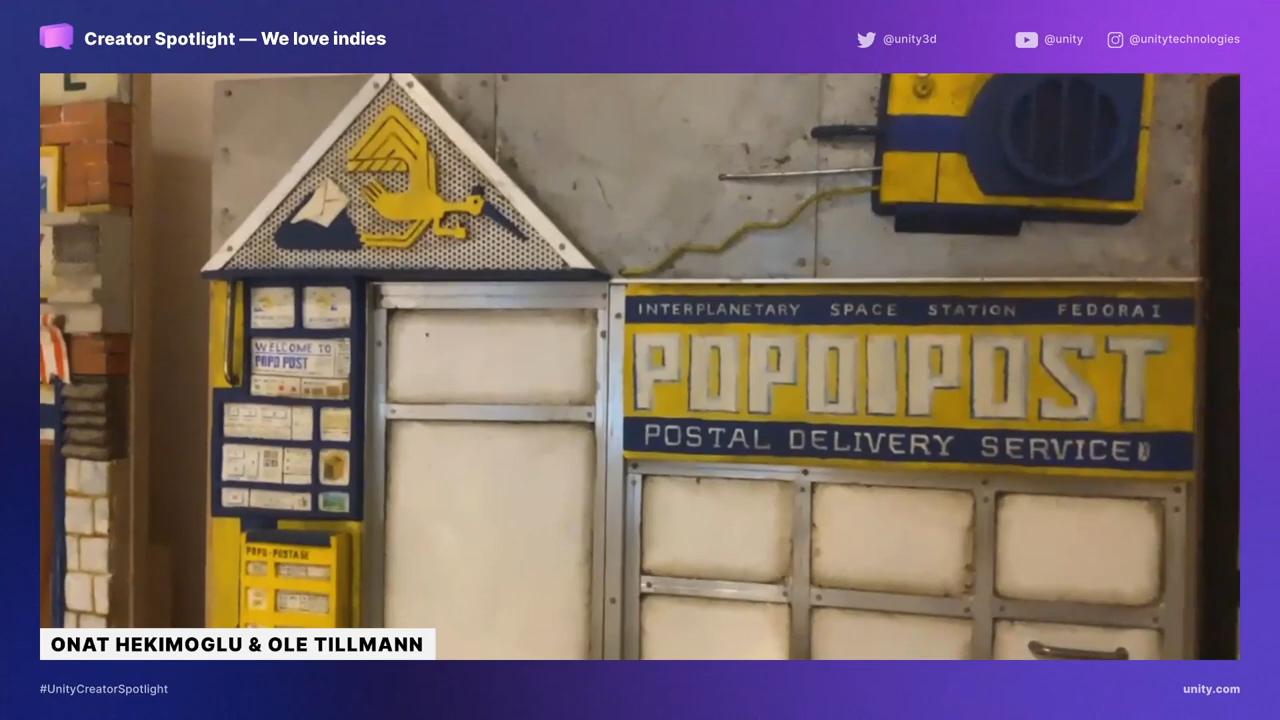 Creator Spotlight — We love indies
@unity3d
@unity
@unitytechnologies
L
INTERPLANETARY SPACE STATION FEDORA I
POPOIPOST
POSTAL DELIVERY SERVICE
WELCOME TO
POPO POST
POPO-POSTAGE
ONAT HEKIMOGLU & OLE TILLMANN
#UnityCreatorSpotlight
unity.com